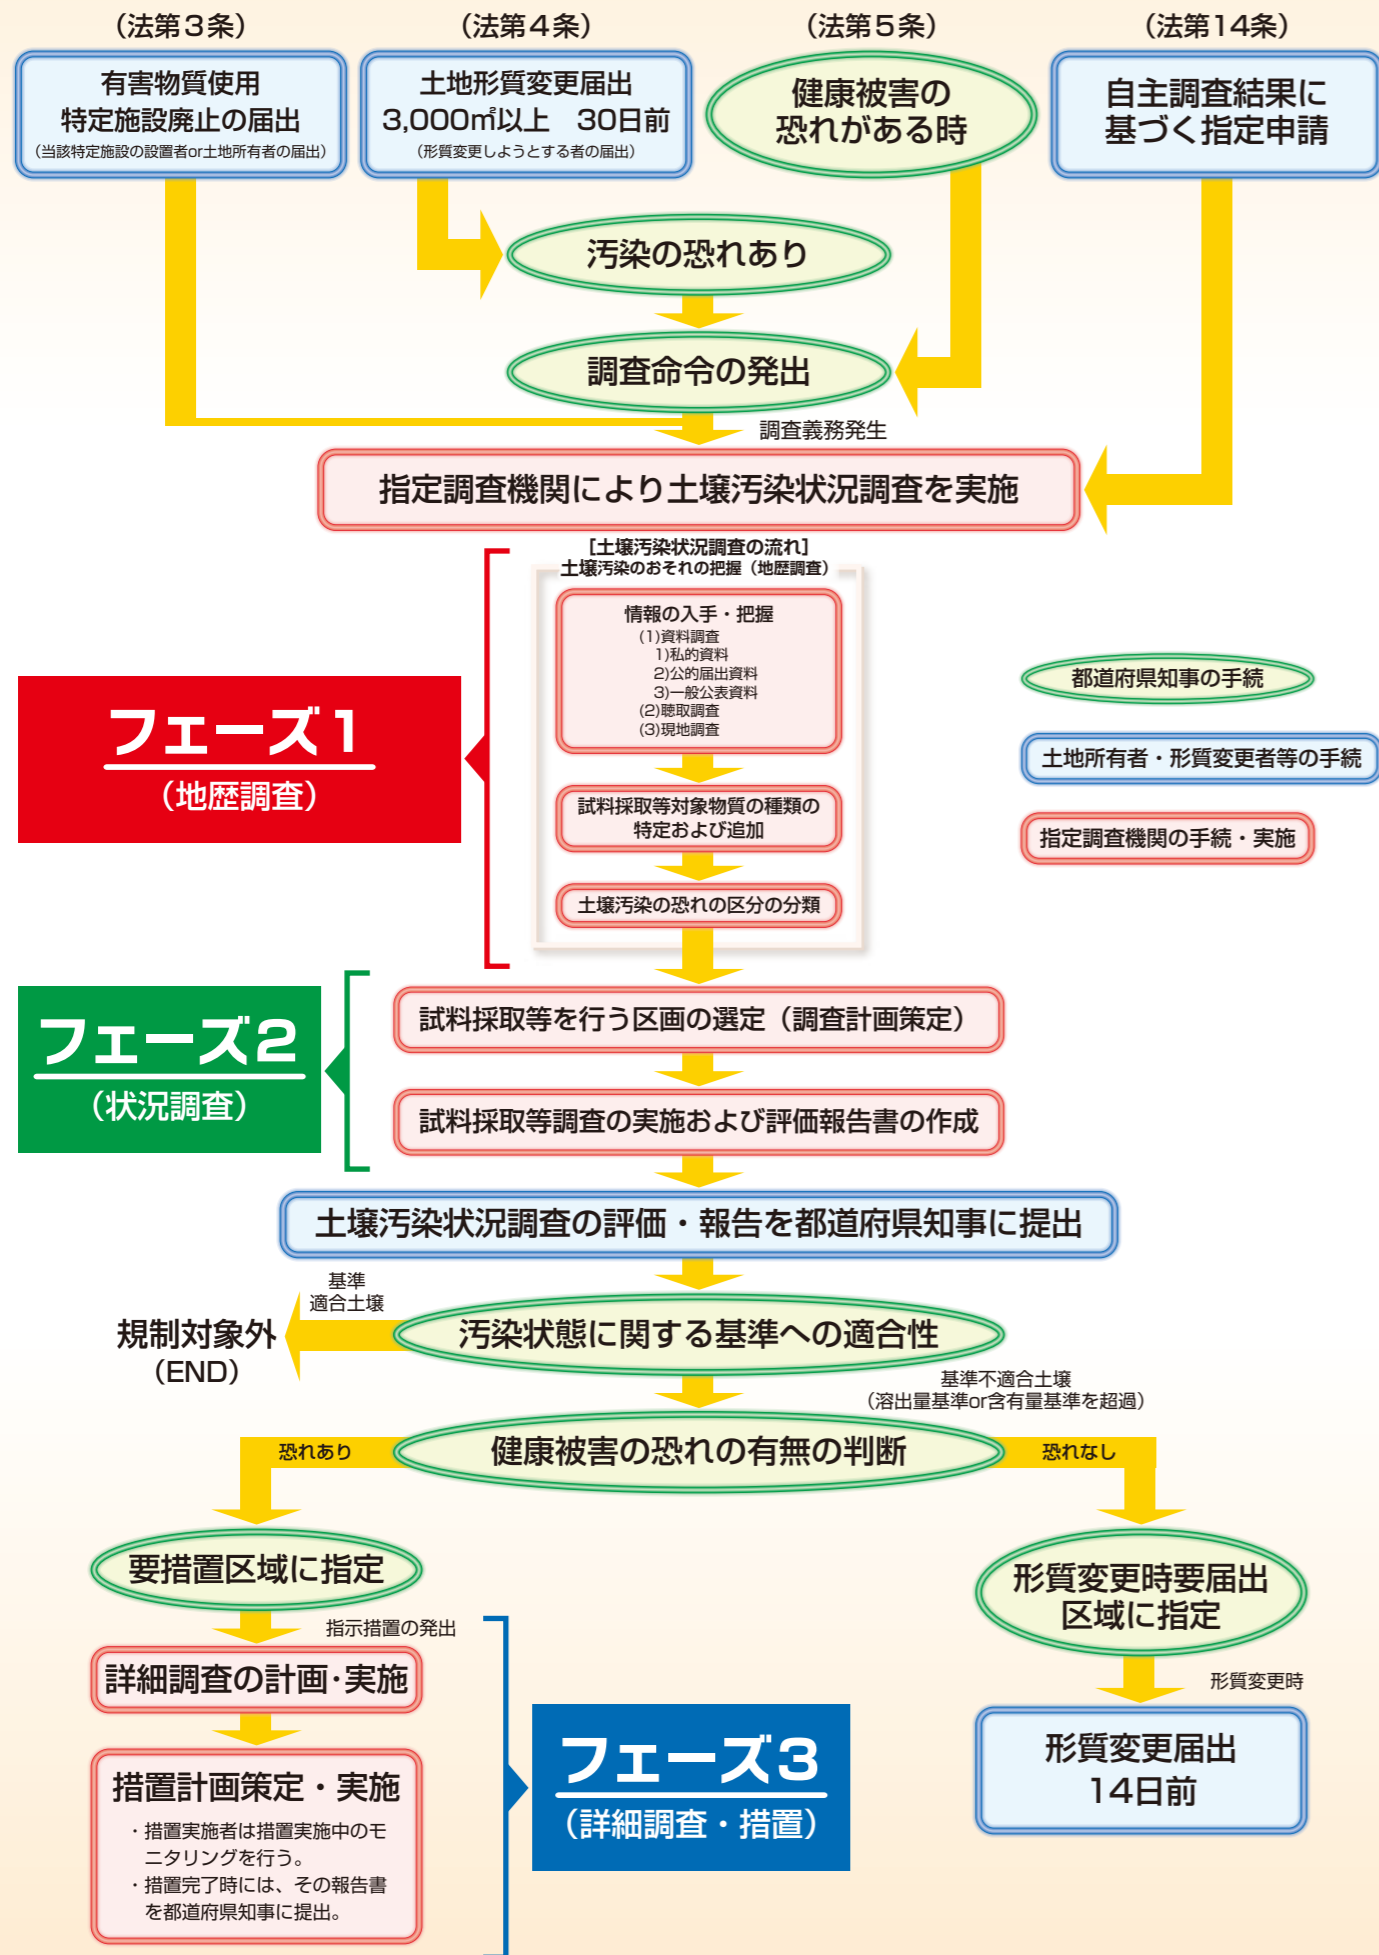 （法第３条）
有害物質使用
特定施設廃止の届出
（当該特定施設の設置者or土地所有者の届出）
（法第４条）
土地形質変更届出
3,000㎡以上　30日前
（形質変更しようとする者の届出）
（法第５条）
健康被害の
恐れがある時
（法第14条）
自主調査結果に
基づく指定申請
汚染の恐れあり
調査命令の発出
調査義務発生
指定調査機関により土壌汚染状況調査を実施
［土壌汚染状況調査の流れ］
土壌汚染のおそれの把握（地歴調査）
情報の入手・把握
(1)資料調査
1)私的資料
2)公的届出資料
3)一般公表資料
(2)聴取調査
(3)現地調査
試料採取等対象物質の種類の
特定および追加
土壌汚染の恐れの区分の分類
フェーズ１
（地歴調査）
都道府県知事の手続
土地所有者・形質変更者等の手続
指定調査機関の手続・実施
フェーズ2
（状況調査）
試料採取等を行う区画の選定（調査計画策定）
試料採取等調査の実施および評価報告書の作成
土壌汚染状況調査の評価・報告を都道府県知事に提出
基準
適合土壌
規制対象外
（END）
汚染状態に関する基準への適合性
基準不適合土壌
（溶出量基準or含有量基準を超過）
恐れあり
健康被害の恐れの有無の判断
恐れなし
要措置区域に指定
指示措置の発出
詳細調査の計画･実施
措置計画策定・実施
・措置実施者は措置実施中のモ
ニタリングを行う。
・措置完了時には、その報告書
を都道府県知事に提出。
フェーズ3
（詳細調査・措置）
形質変更時要届出
区域に指定
形質変更時
形質変更届出
14日前